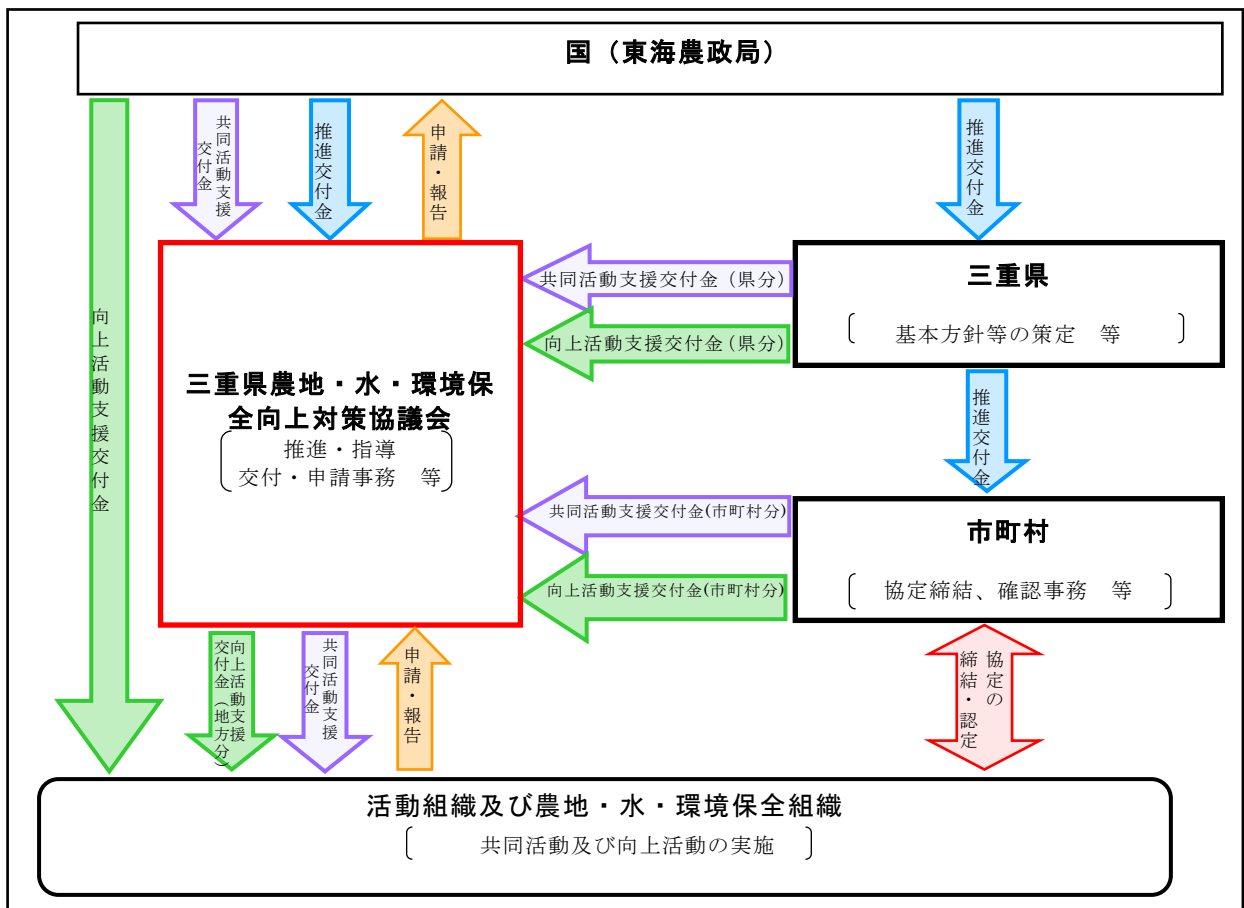 国（東海農政局）
共同活動支援
交付金
推進交付金
申請・報告
推進交付金
向上活動支援交付金
共同活動支援交付金（県分）
向上活動支援交付金（県分）
三重県
基本方針等の策定　等
三重県農地・水・環境保
全向上対策協議会
推進・指導
交付・申請事務　等
推進交付金
共同活動支援交付金(市町村分)
向上活動支援交付金(市町村分)
市町村
協定締結、確認事務　等
向上活動支援
交付金（地方分）
共同活動支援
交付金
申請・報告
協定の
締結・認定
活動組織及び農地・水・環境保全組織
共同活動及び向上活動の実施